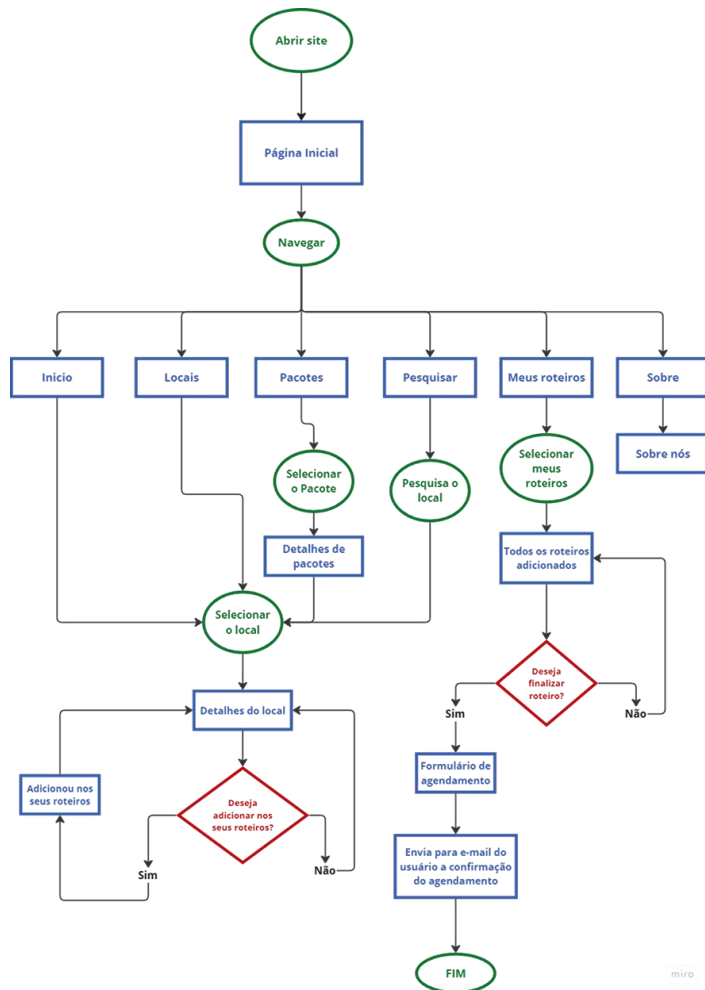 Abrir site
Página Inicial
Navegar
Inicio
Locais
Pacotes
Pesquisar
Meus roteiros
Sobre
Selecionar
o Pacote
Pesquisa o
local
Selecionar
meus
roteiros
Sobre nós
Detalhes de
pacotes
Todos os roteiros
adicionados
Selecionar
o local
Deseja
finalizar
roteiro?
Sim
Não
Detalhes do local
Adicionou nos
seus roteiros
Deseja
adicionar nos
seus roteiros?
Sim
Não
Formulário de
agendamento
Envia para e-mail do
usuário a confirmação
do agendamento
FIM
miro